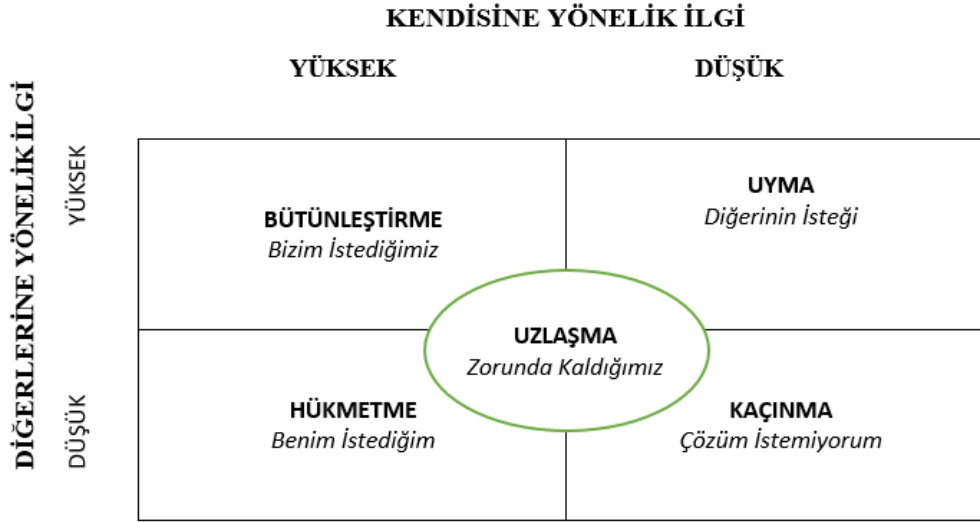 KENDİSİNE YÖNELİK İLGİ
YÜKSEK
DÜŞÜK
DİĞERLERİNE YÖNELİK İLGİ
YÜKSEK
DÜŞÜK
BÜTÜNLEŞTİRME
Bizim İstediğimiz
UYMA
Diğerinin İsteği
UZLAŞMA
Zorunda Kaldığımız
HÜKMETME
Benim İstediğim
KAÇINMA
Çözüm İstemiyorum